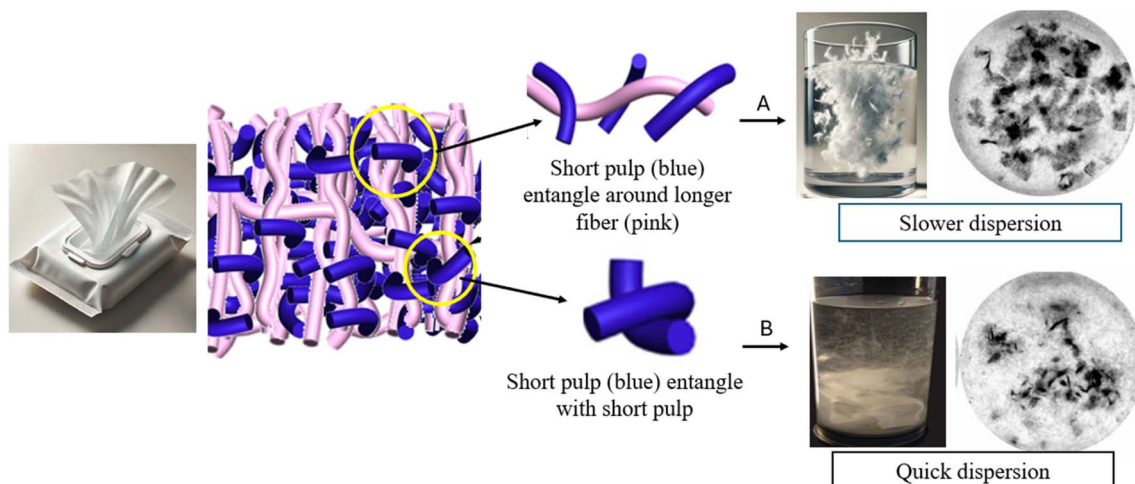 A
Short pulp (blue)
entangle around longer
fiber (pink)
Slower dispersion
B
Short pulp (blue) entangle
with short pulp
Quick dispersion